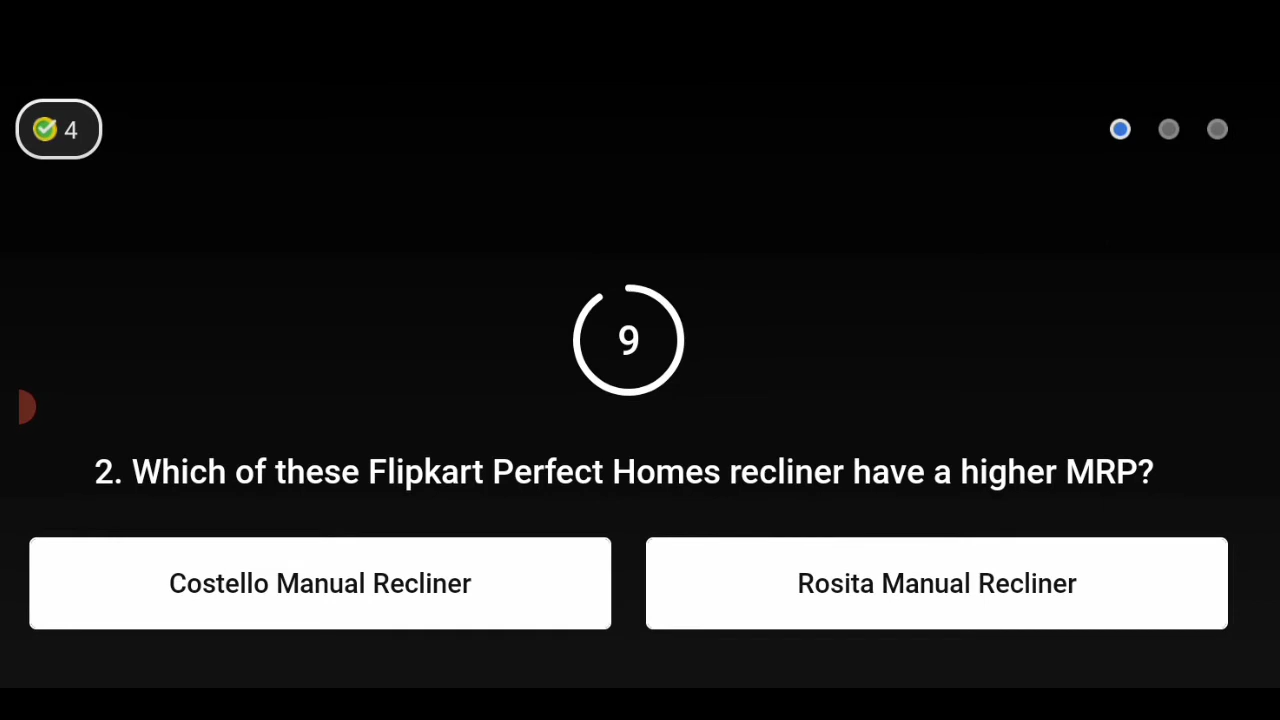 4
9
2. Which of these Flipkart Perfect Homes recliner have a higher MRP?
Costello Manual Recliner
Rosita Manual Recliner